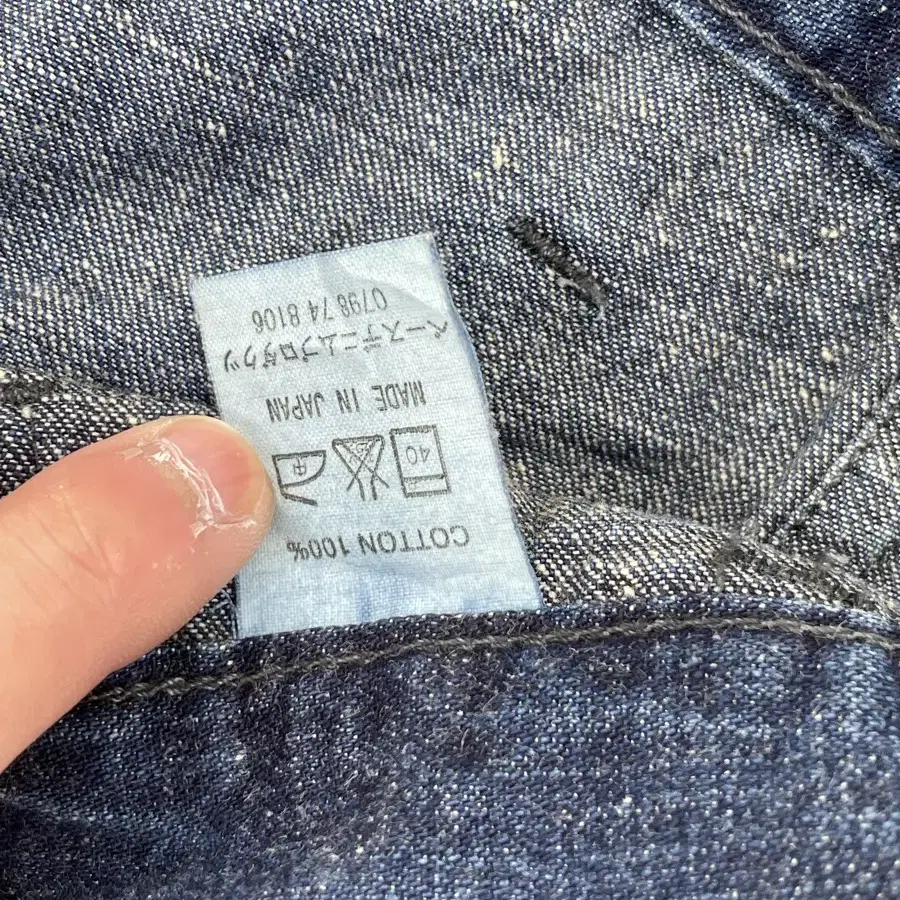 COTTON 100%
40 中
MADE IN JAPAN
ベースデニムプロダクツ
0798 74 8106